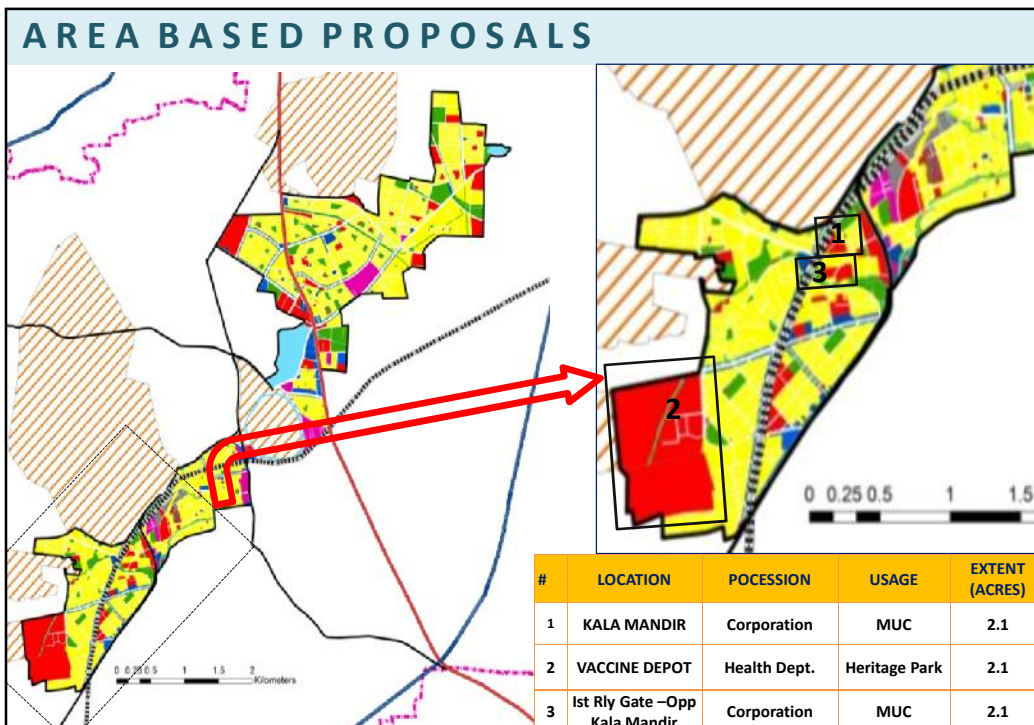 AREA BASED PROPOSALS
1
3
2
0 0.25 0.5 1 1.5
0 0.25 0.5 1 1.5 2
Kilometers
# LOCATION POCESSION USAGE EXTENT (ACRES)
1 KALA MANDIR Corporation MUC 2.1
2 VACCINE DEPOT Health Dept. Heritage Park 2.1
3 Ist Rly Gate –Opp Kala Mandir Corporation MUC 2.1